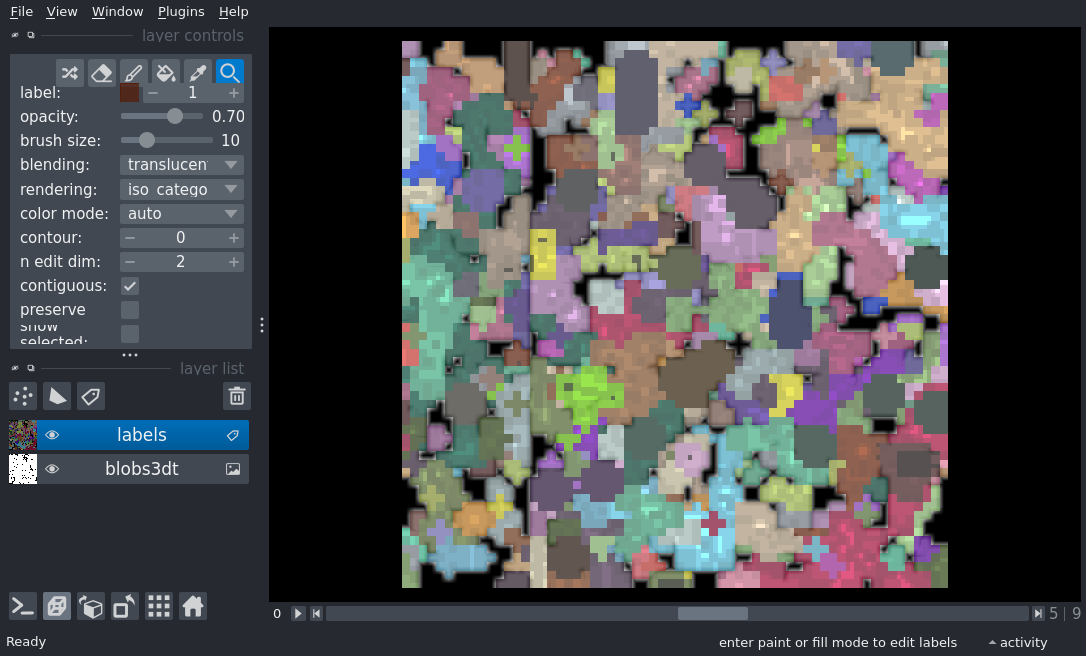 File View Window Plugins Help
layer controls
label: − 1 +
opacity: 0.70
brush size: 10
blending: translucen
rendering: iso_catego
color mode: auto
contour: − 0 +
n edit dim: − 2 +
contiguous:
preserve
show
selected:
layer list
labels
blobs3dt
0 5 | 9
Ready enter paint or fill mode to edit labels activity